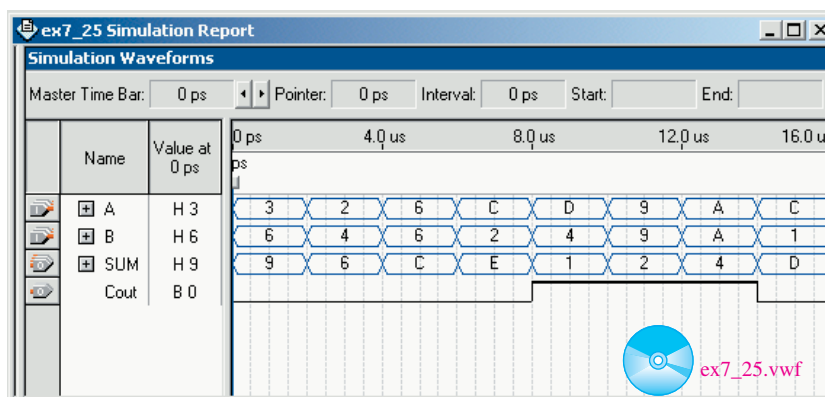 ex7_25 Simulation Report
Simulation Waveforms
Master Time Bar: 0 ps Pointer: 0 ps Interval: 0 ps Start: End:
Name Value at 0 ps 0 ps 4.0 us 8.0 us 12.0 us 16.0 u
ps
A H 3 3 2 6 C D 9 A C
B H 6 6 4 6 2 4 9 A 1
SUM H 9 9 6 C E 1 2 4 D
Cout B 0
ex7_25.vwf